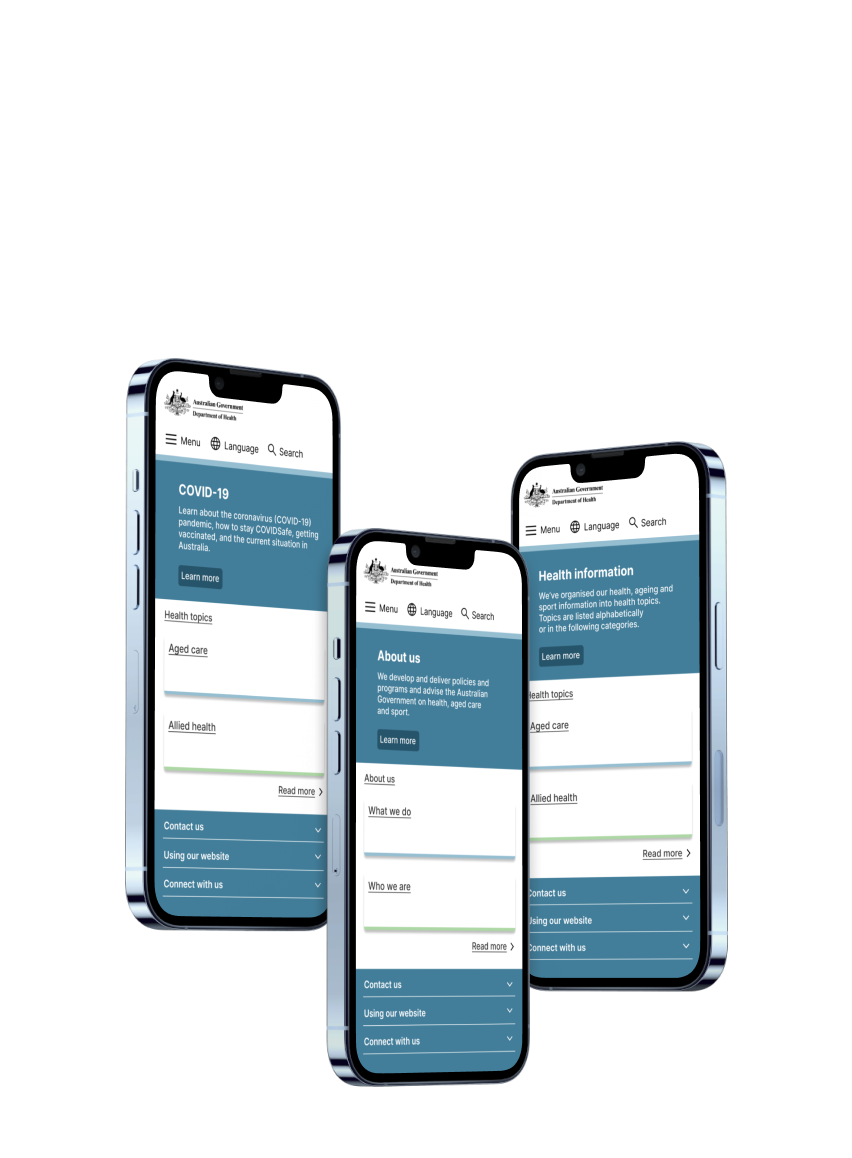 Australian Government
Department of Health
Menu
Language
Search
COVID-19
Learn about the coronavirus (COVID-19)
pandemic, how to stay COVIDSafe, getting
vaccinated, and the current situation in
Australia.
Learn more
Health topics
Aged care
Allied health
Read more
Contact us
Using our website
Connect with us
Australian Government
Department of Health
Menu
Language
Search
About us
We develop and deliver policies and
programs and advise the Australian
Government on health, aged care
and sport.
Learn more
About us
What we do
Who we are
Read more
Contact us
Using our website
Connect with us
Australian Government
Department of Health
Menu
Language
Search
Health information
We've organised our health, ageing and
sport information into health topics.
Topics are listed alphabetically
or in the following categories.
Learn more
Health topics
Aged care
Allied health
Read more
Contact us
Using our website
Connect with us